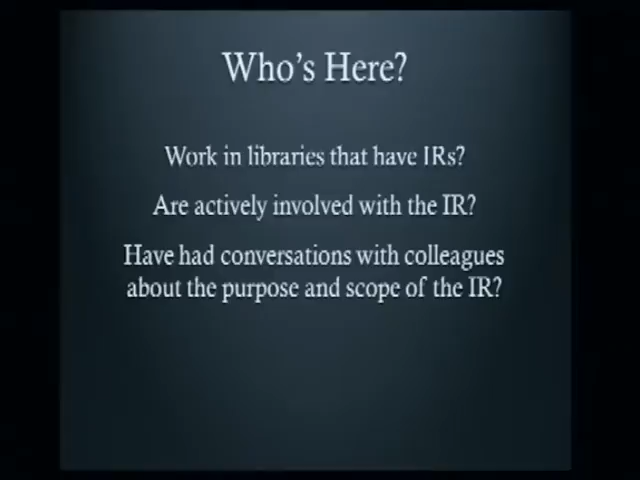 Who's Here?
Work in libraries that have IRs?
Are actively involved with the IR?
Have had conversations with colleagues
about the purpose and scope of the IR?